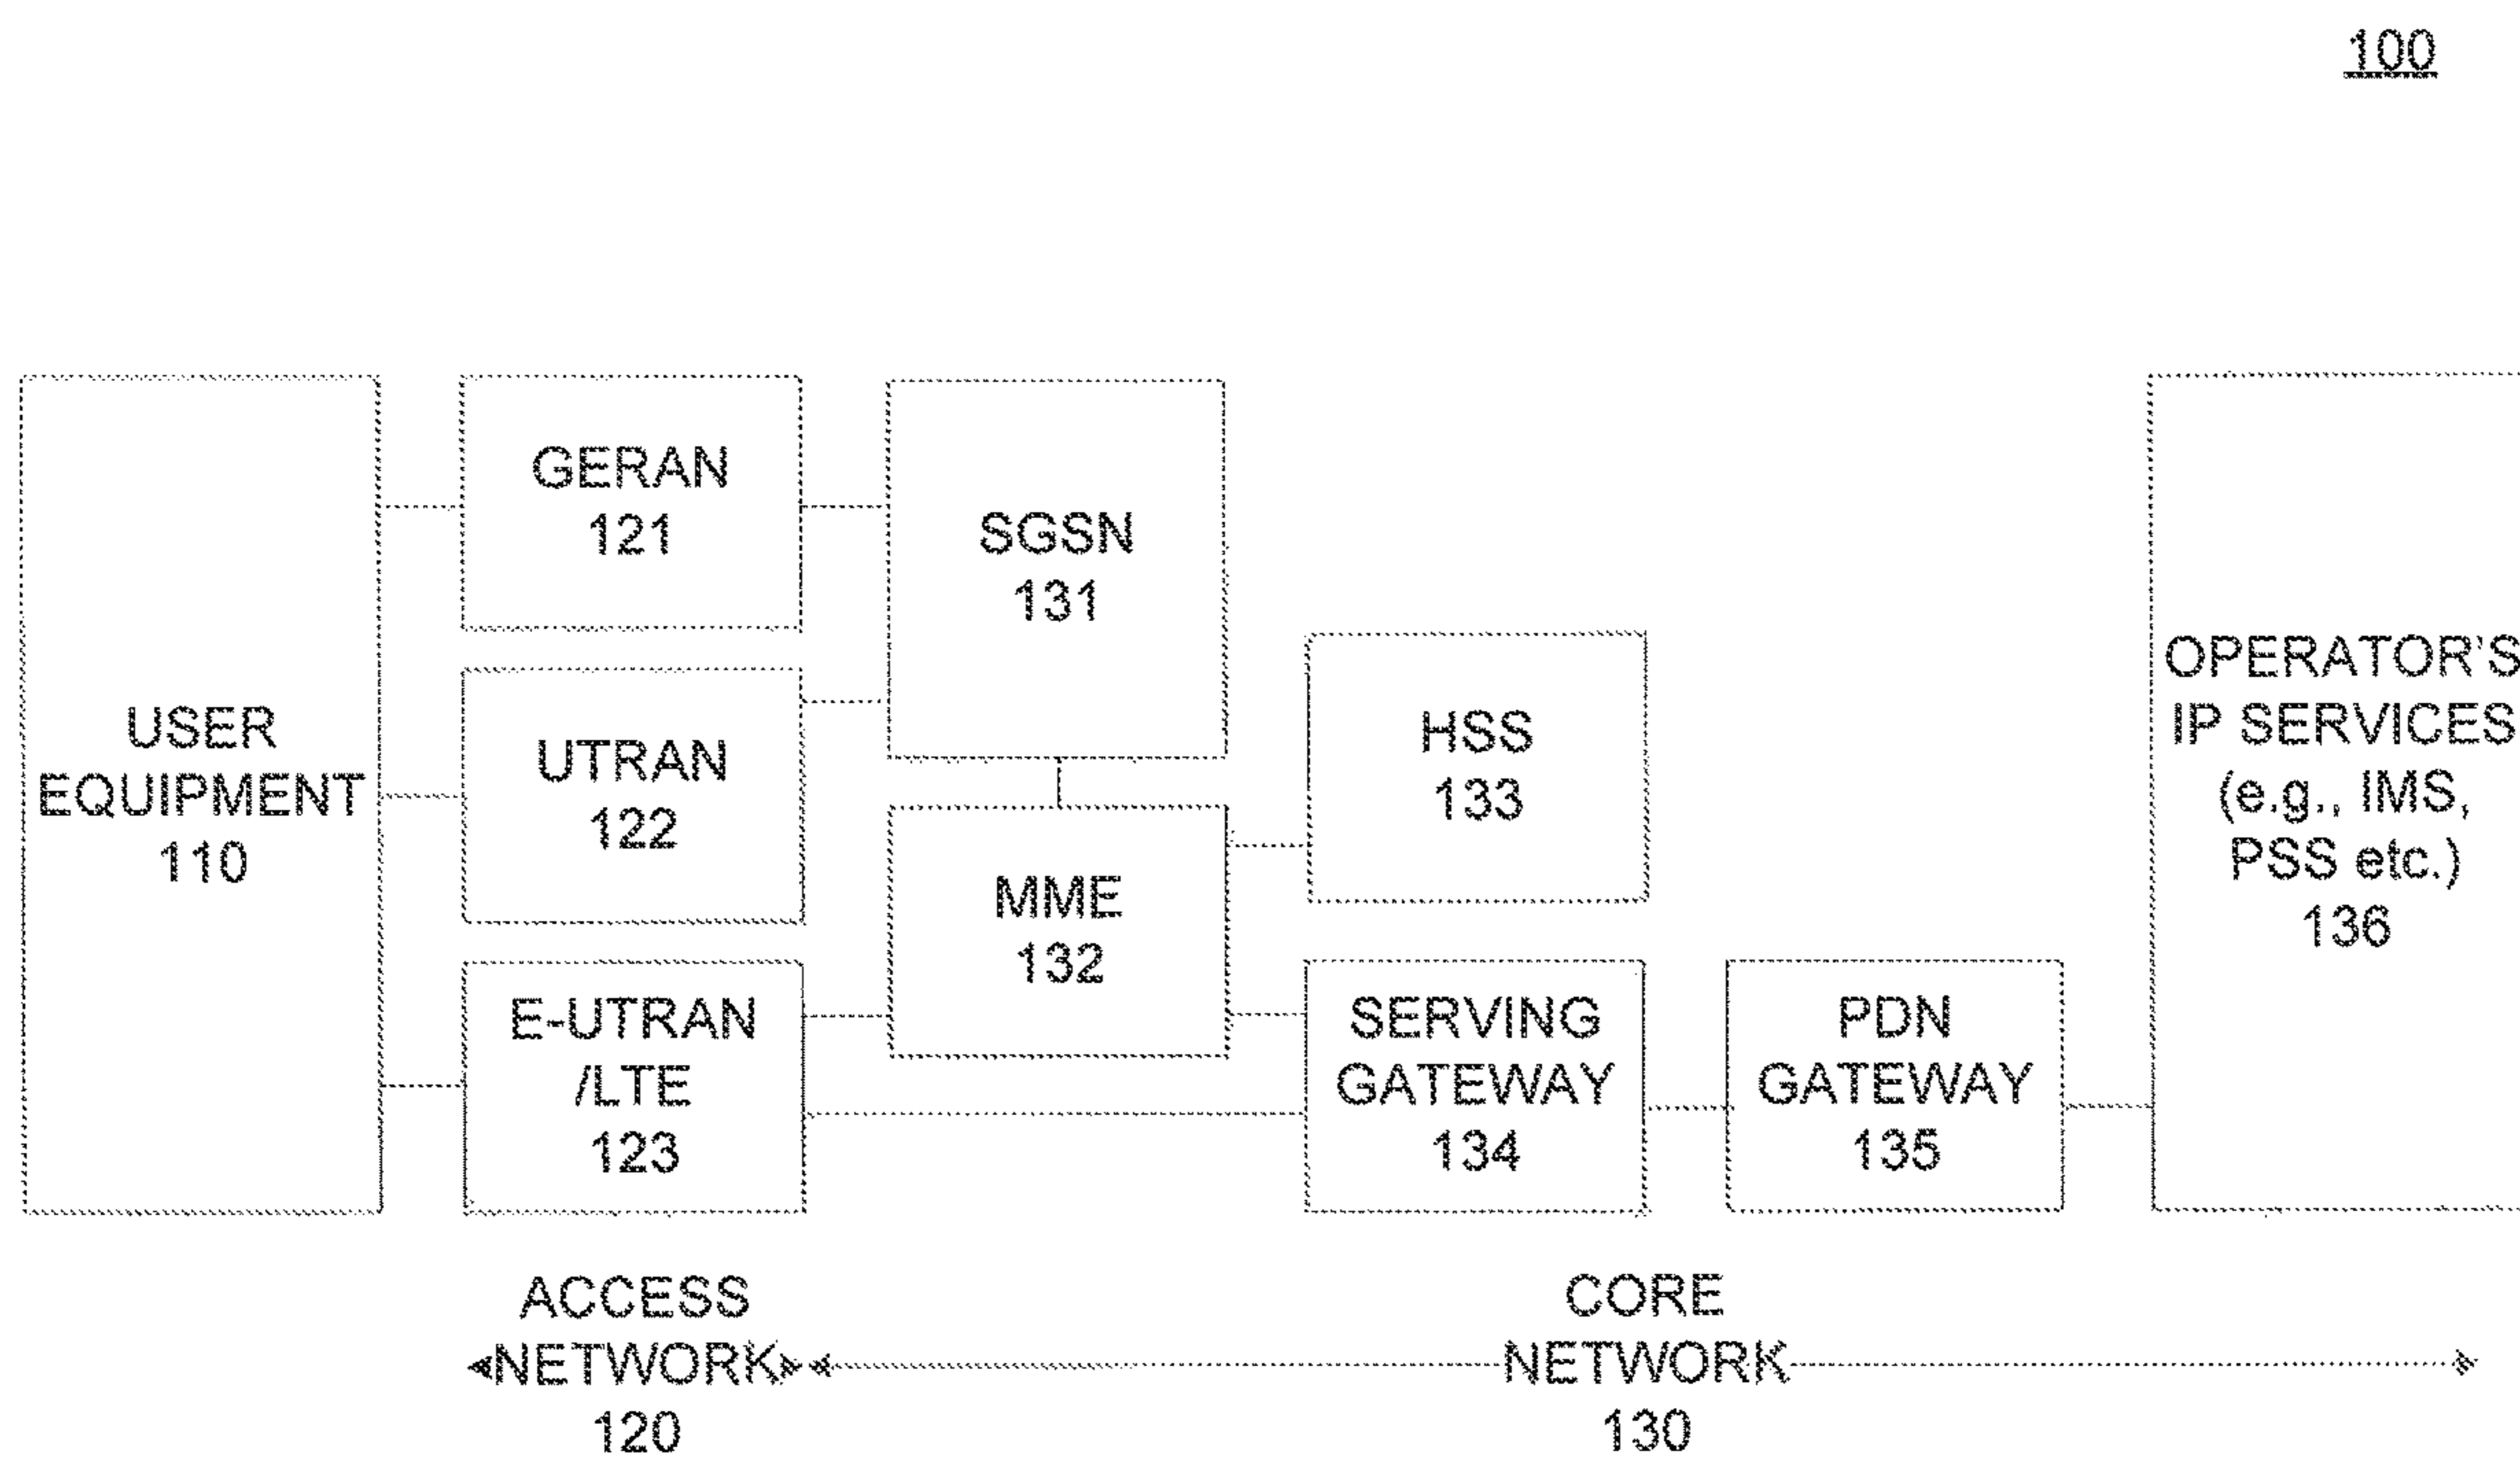 100
USER
EQUIPMENT
110
GERAN
121
UTRAN
122
E-UTRAN
/LTE
123
SGSN
131
MME
132
HSS
133
SERVING
GATEWAY
134
PDN
GATEWAY
135
OPERATOR'S
IP SERVICES
(e.g., IMS,
PSS etc.)
136
ACCESS
NETWORK
120
CORE
NETWORK
130